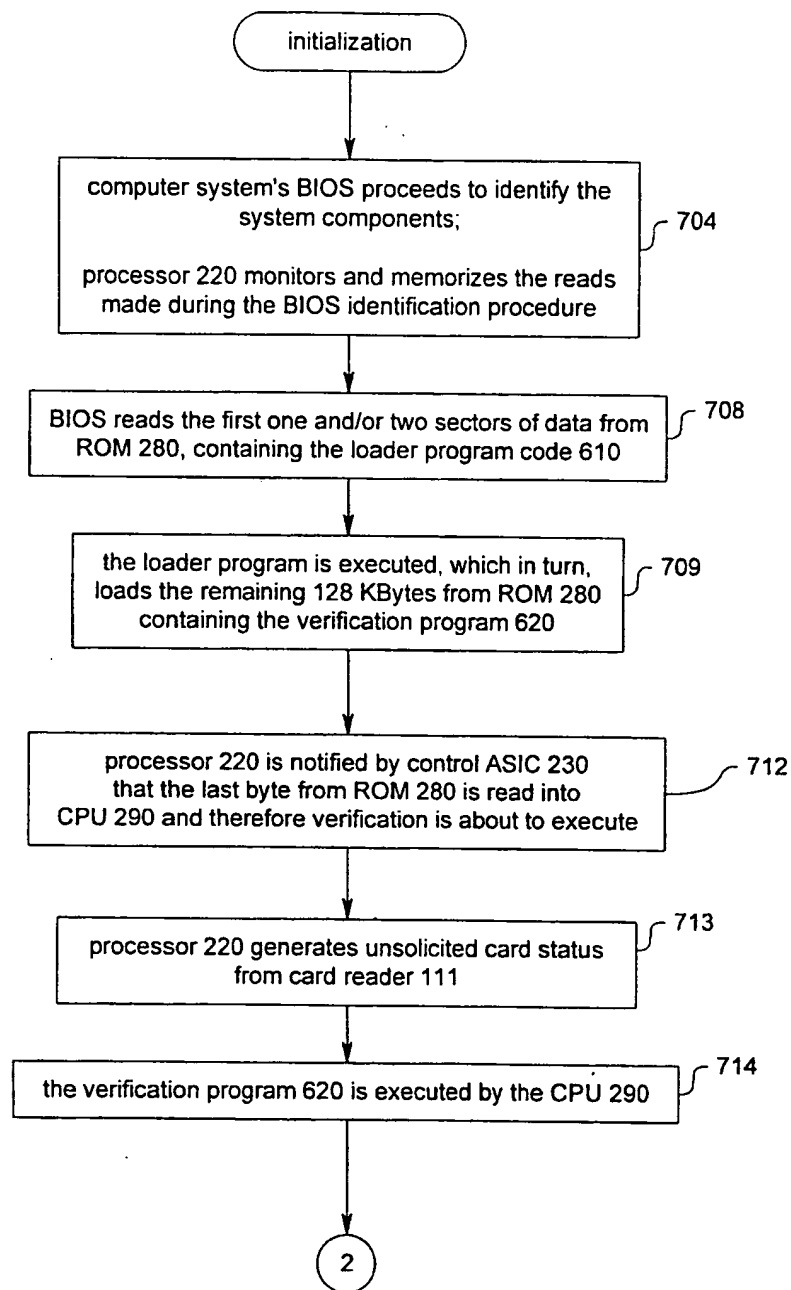 initialization
computer system's BIOS proceeds to identify the
system components;
processor 220 monitors and memorizes the reads
made during the BIOS identification procedure
704
BIOS reads the first one and/or two sectors of data from
ROM 280, containing the loader program code 610
708
the loader program is executed, which in turn,
loads the remaining 128 KBytes from ROM 280
containing the verification program 620
709
processor 220 is notified by control ASIC 230
that the last byte from ROM 280 is read into
CPU 290 and therefore verification is about to execute
712
processor 220 generates unsolicited card status
from card reader 111
713
the verification program 620 is executed by the CPU 290
714
2